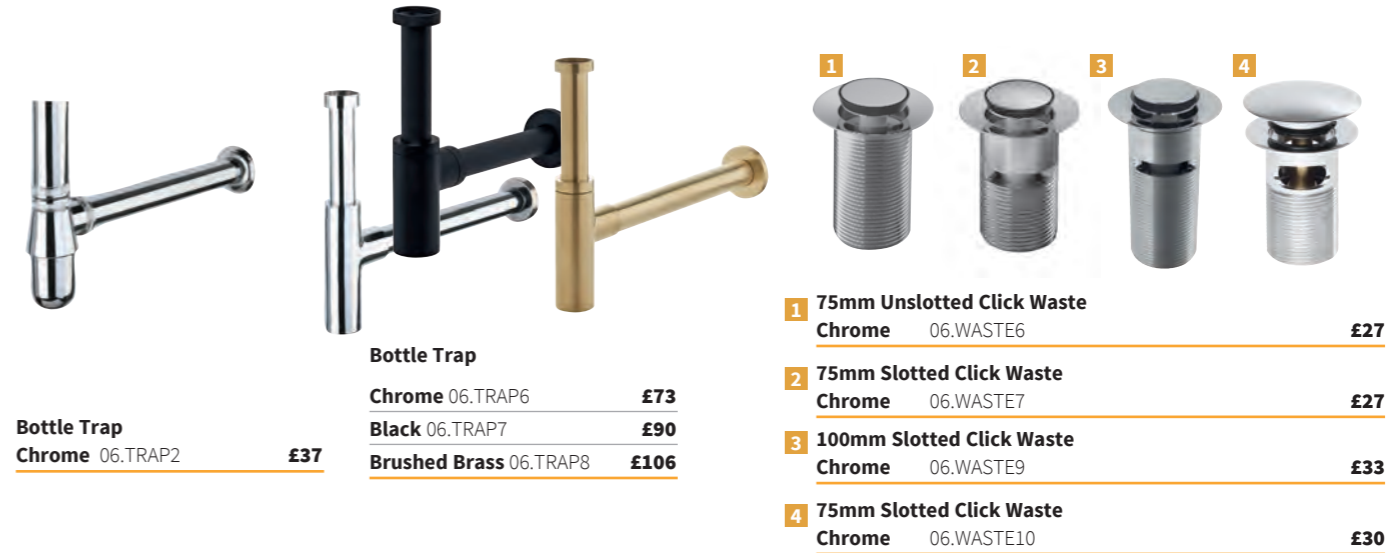 Bottle Trap
Chrome 06.TRAP2 £37
Bottle Trap
Chrome 06.TRAP6 £73
Black 06.TRAP7 £90
Brushed Brass 06.TRAP8 £106
1 2 3 4
1 75mm Unslotted Click Waste
Chrome 06.WASTE6 £27
2 75mm Slotted Click Waste
Chrome 06.WASTE7 £27
3 100mm Slotted Click Waste
Chrome 06.WASTE9 £33
4 75mm Slotted Click Waste
Chrome 06.WASTE10 £30